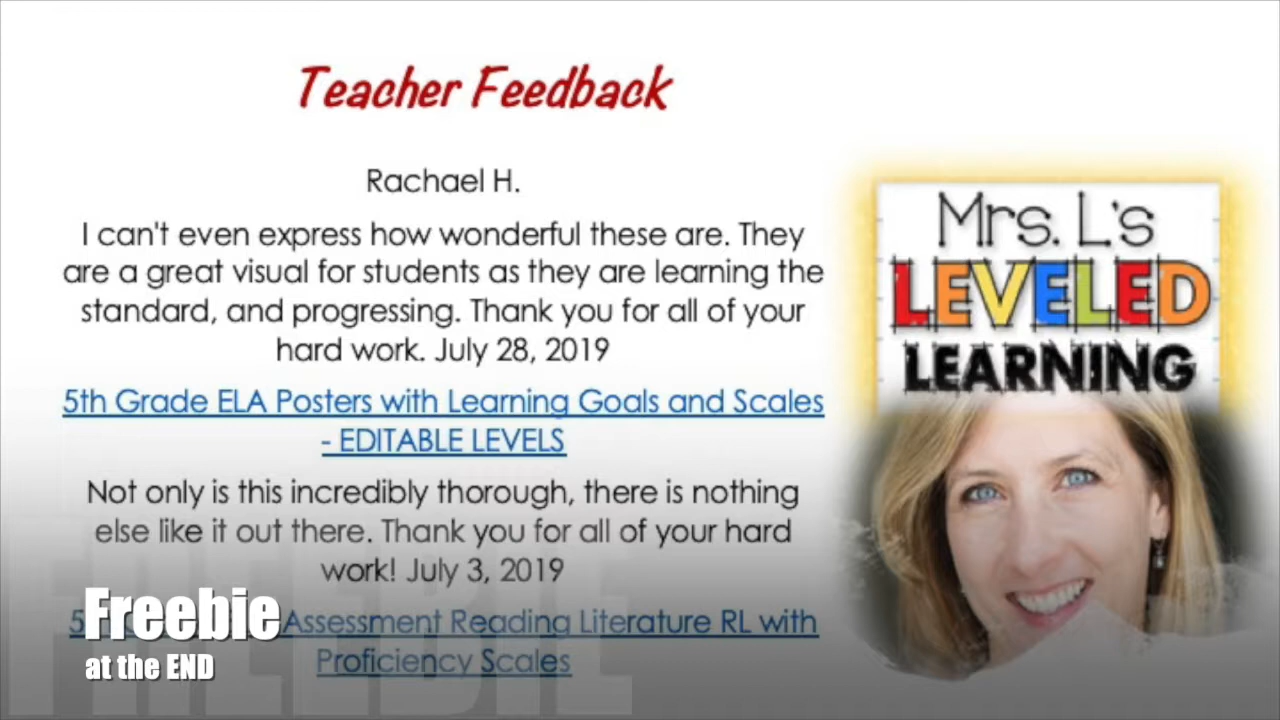 Teacher Feedback
Rachael H.
I can't even express how wonderful these are. They
are a great visual for students as they are learning the
standard, and progressing. Thank you for all of your
hard work. July 28, 2019
5th Grade ELA Posters with Learning Goals and Scales
- EDITABLE LEVELS
Not only is this incredibly thorough, there is nothing
else like it out there. Thank you for all of your hard
work! July 3, 2019
5 Assessment Reading Literature RL with
Proficiency Scales
Mrs. L's
LEVELED
LEARNING
Freebie
at the END
FREEBIE